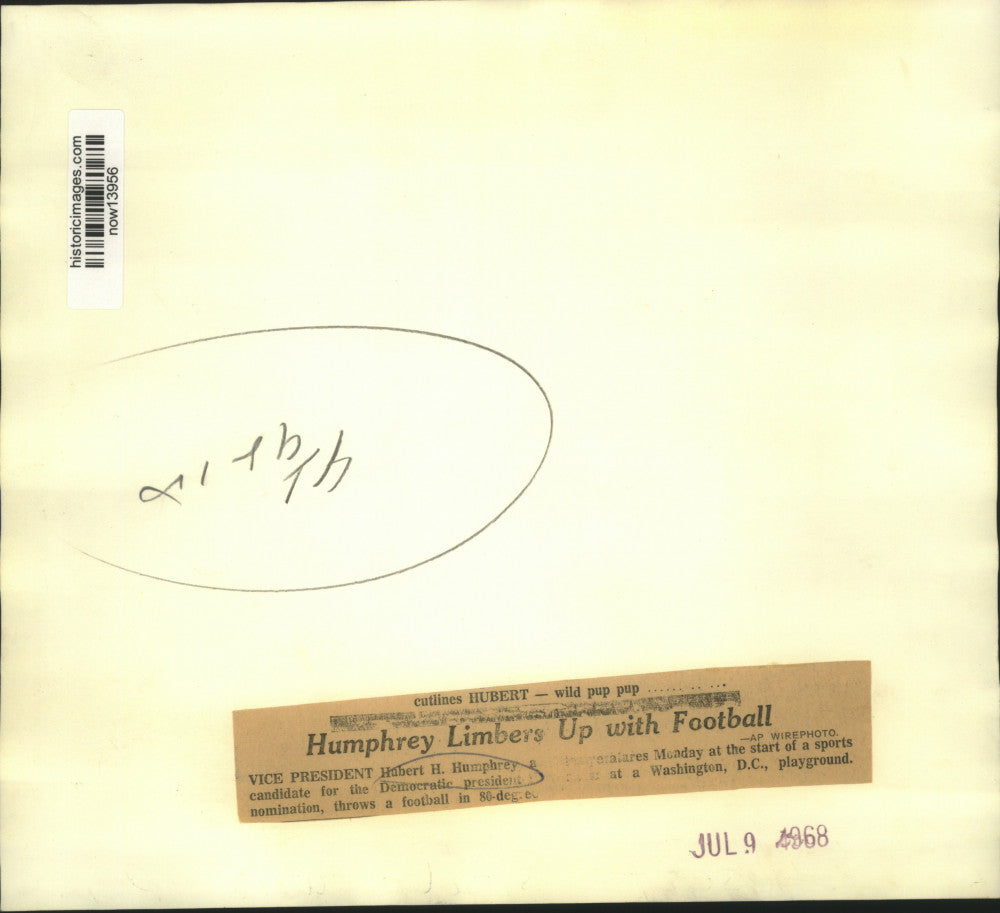 historicimages.com
now13956
cutlines HUBERT — wild pup pup ...... .. ...
Humphrey Limbers Up with Football
—AP WIREPHOTO.
VICE PRESIDENT Hubert H. Humphrey, a
candidate for the Democratic president
nomination, throws a football in 80-degree
Monday at the start of a sports
at a Washington, D.C., playground.
JUL 9 1968